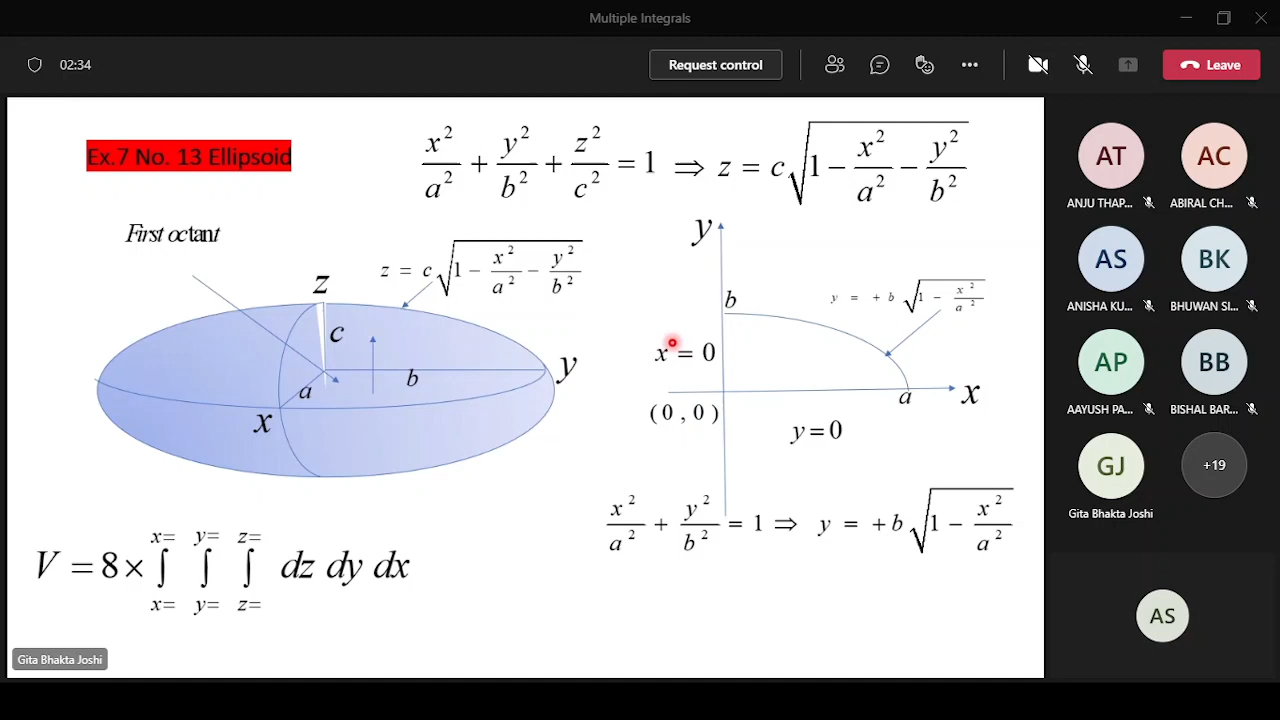 Multiple Integrals
02:34
Request control
Leave
Ex.7 No. 13 Ellipsoid
x²/a² + y²/b² + z²/c² = 1 ⇒ z = c√(1 − x²/a² − y²/b²)
First octant
z = c√(1 − x²/a² − y²/b²)
z
c
y
b
a
x
y
b
y = + b√(1 − x²/a²)
x = 0
a
x
(0 , 0)
y = 0
x²/a² + y²/b² = 1 ⇒ y = +b√(1 − x²/a²)
x= y= z=
V = 8 × ∫ ∫ ∫ dz dy dx
x= y= z=
Gita Bhakta Joshi
AT
AC
ANJU THAP...
ABIRAL CH...
AS
BK
ANISHA KU...
BHUWAN SI...
AP
BB
AAYUSH PA...
BISHAL BAR...
GJ
+19
Gita Bhakta Joshi
AS